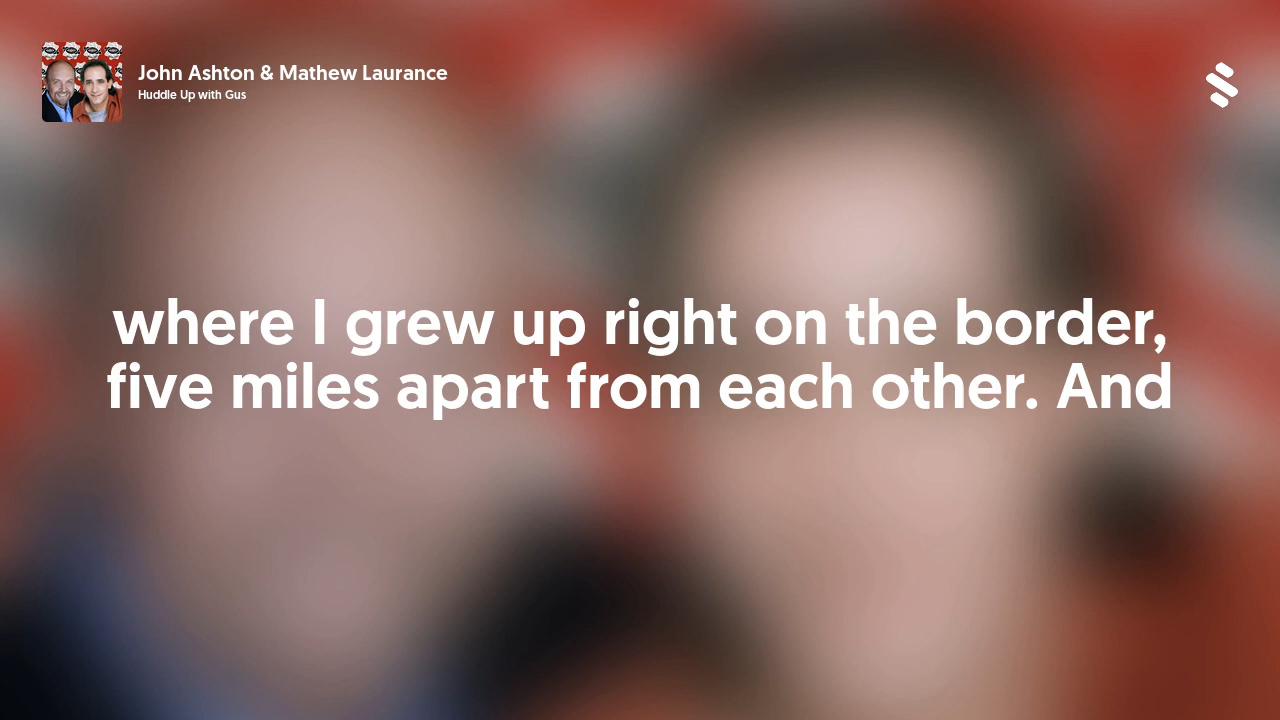 John Ashton & Mathew Laurance
Huddle Up with Gus
where I grew up right on the border,
five miles apart from each other. And